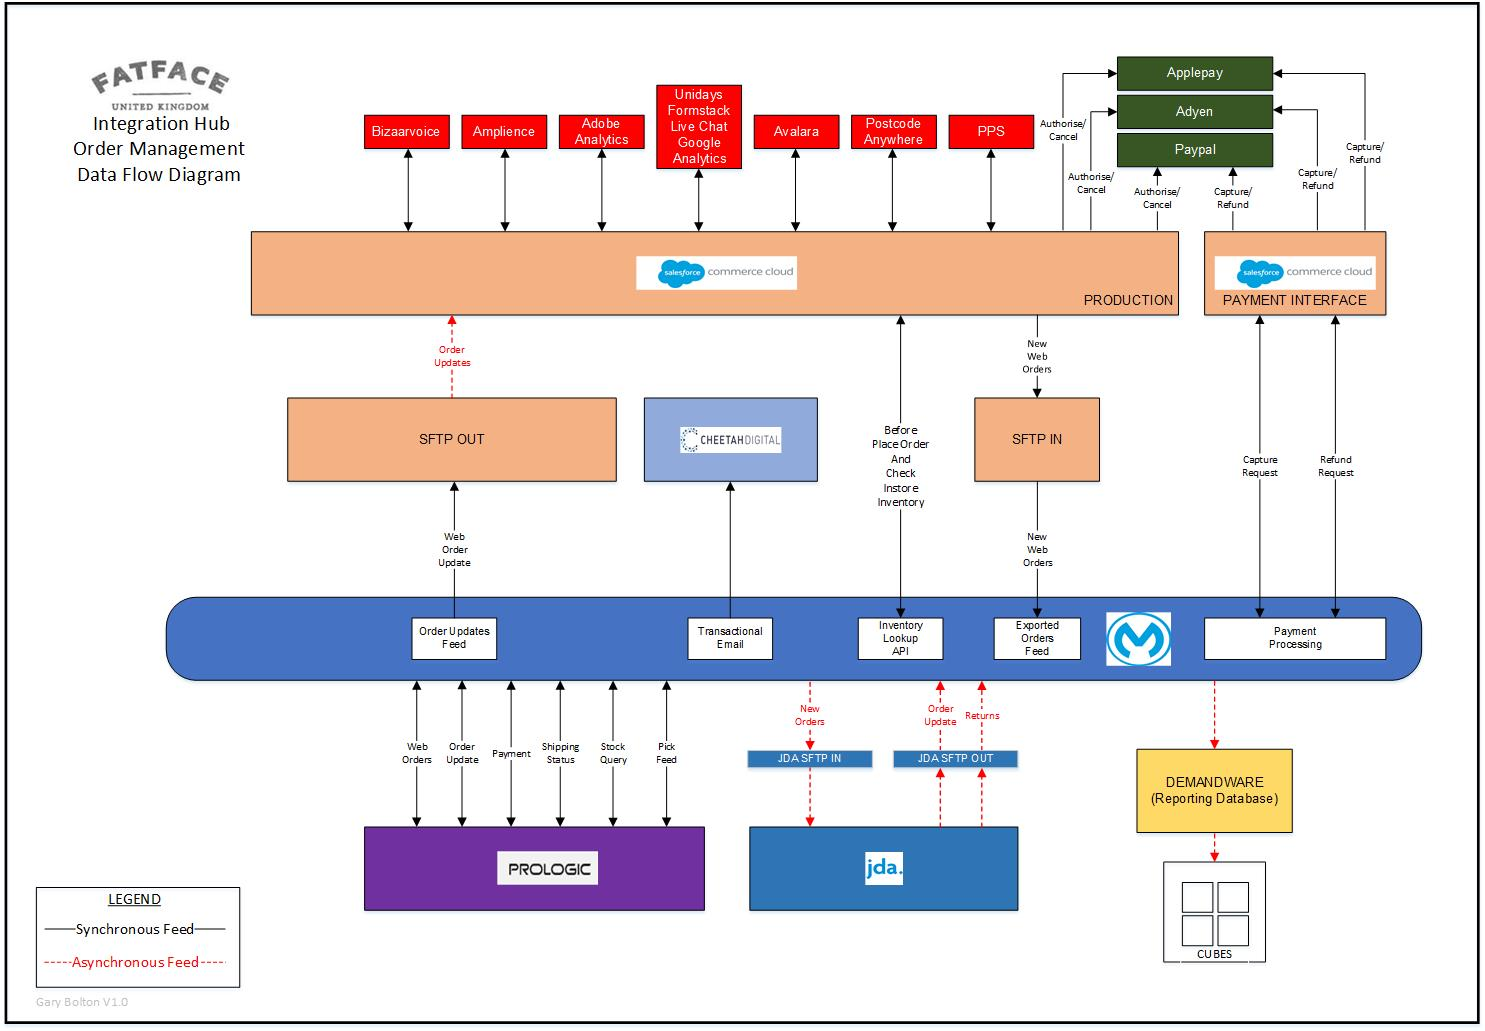 FATFACE
UNITED KINGDOM
Integration Hub
Order Management
Data Flow Diagram
Bizaarvoice
Amplience
Adobe
Analytics
Unidays
Formstack
Live Chat
Google
Analytics
Avalara
Postcode
Anywhere
PPS
Applepay
Adyen
Paypal
Authorise/
Cancel
Authorise/
Cancel
Authorise/
Cancel
Capture/
Refund
Capture/
Refund
Capture/
Refund
salesforce commerce cloud
PRODUCTION
salesforce commerce cloud
PAYMENT INTERFACE
Order
Updates
New
Web
Orders
SFTP OUT
CHEETAHDIGITAL
Before
Place Order
And
Check
Instore
Inventory
SFTP IN
Capture
Request
Refund
Request
Web
Order
Update
New
Web
Orders
Order Updates
Feed
Transactional
Email
Inventory
Lookup
API
Exported
Orders
Feed
Payment
Processing
Web
Orders
Order
Update
Payment
Shipping
Status
Stock
Query
Pick
Feed
New
Orders
Order
Update
Returns
JDA SFTP IN
JDA SFTP OUT
DEMANDWARE
(Reporting Database)
PROLOGIC
jda.
CUBES
LEGEND
Synchronous Feed
Asynchronous Feed
Gary Bolton V1.0